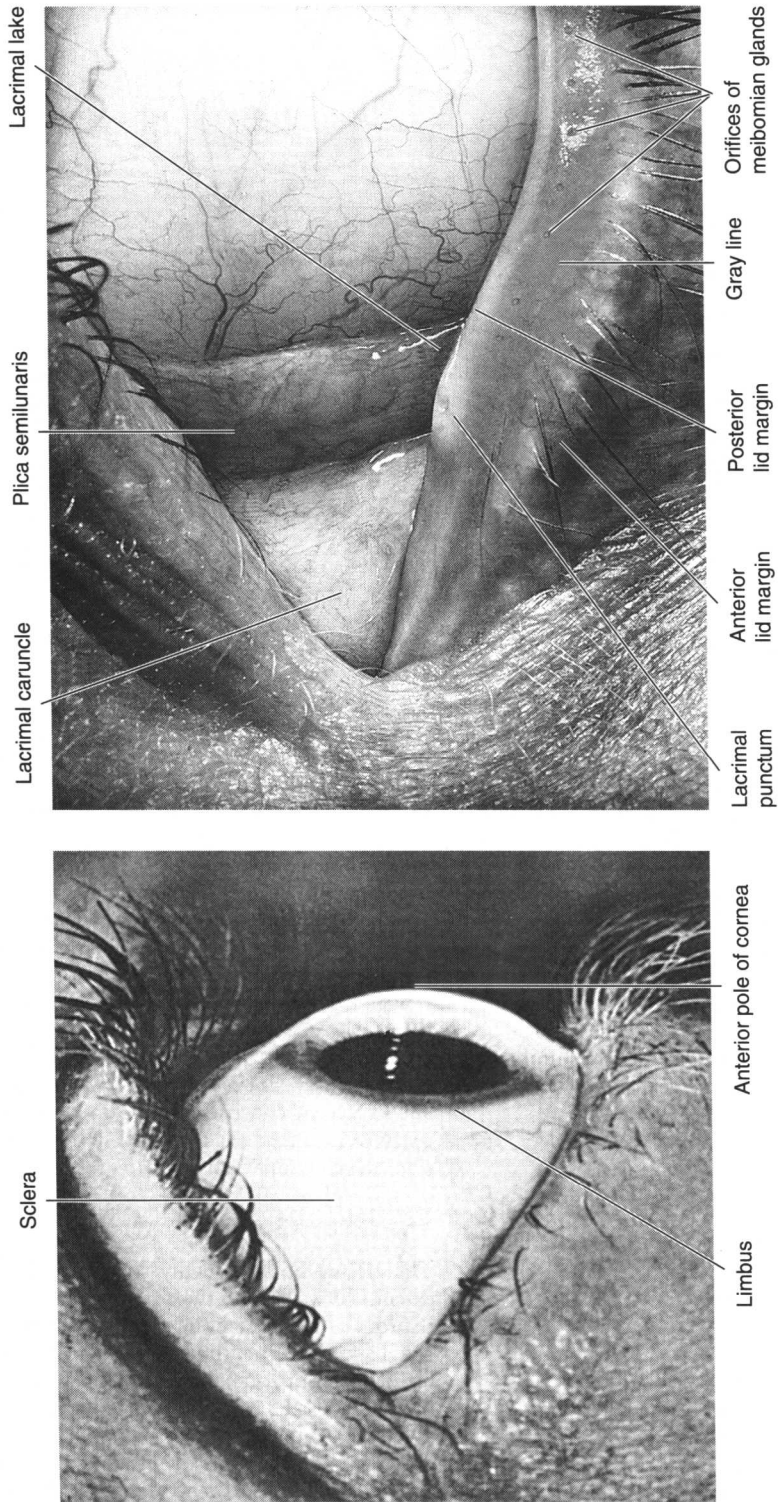 Sclera
Limbus
Anterior pole of cornea
Lacrimal caruncle
Plica semilunaris
Lacrimal lake
Lacrimal
punctum
Anterior
lid margin
Posterior
lid margin
Gray line
Orifices of
meibomian glands